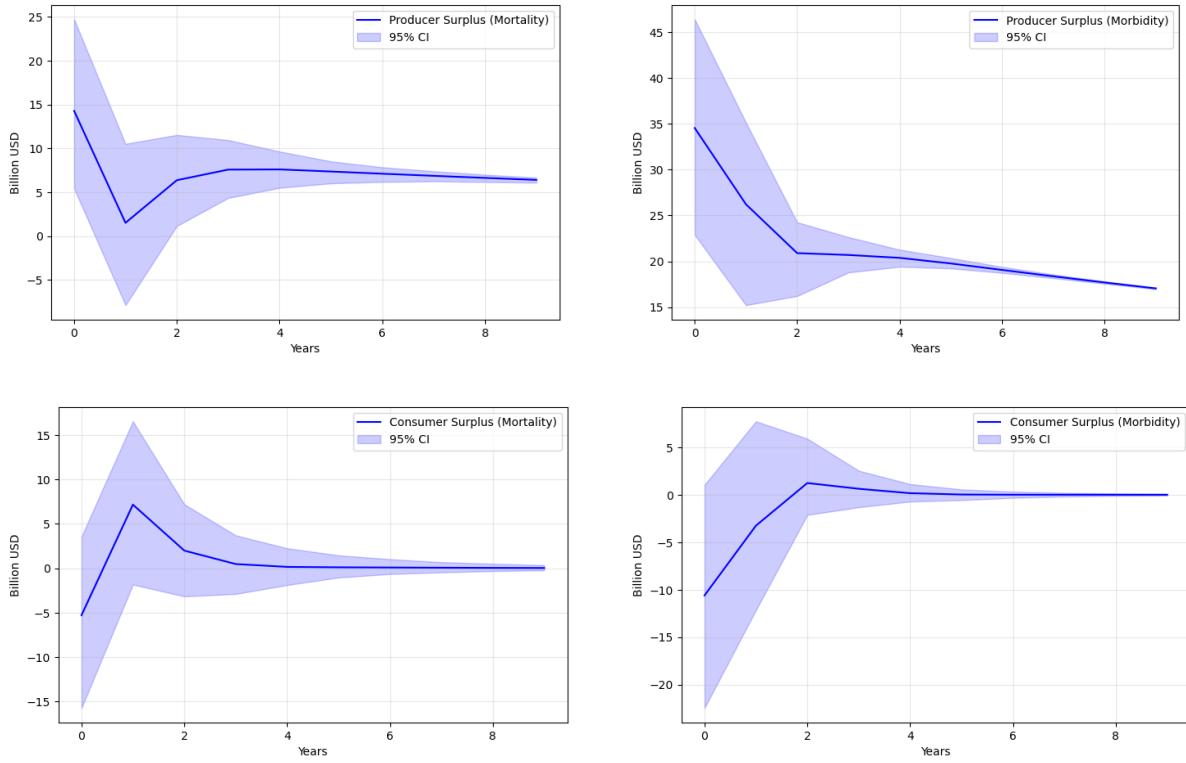 Producer Surplus (Mortality)
95% CI
25
20
15
10
5
0
−5
Billion USD
0 2 4 6 8
Years
Producer Surplus (Morbidity)
95% CI
45
40
35
30
25
20
15
Billion USD
0 2 4 6 8
Years
Consumer Surplus (Mortality)
95% CI
15
10
5
0
−5
−10
−15
Billion USD
0 2 4 6 8
Years
Consumer Surplus (Morbidity)
95% CI
5
0
−5
−10
−15
−20
Billion USD
0 2 4 6 8
Years